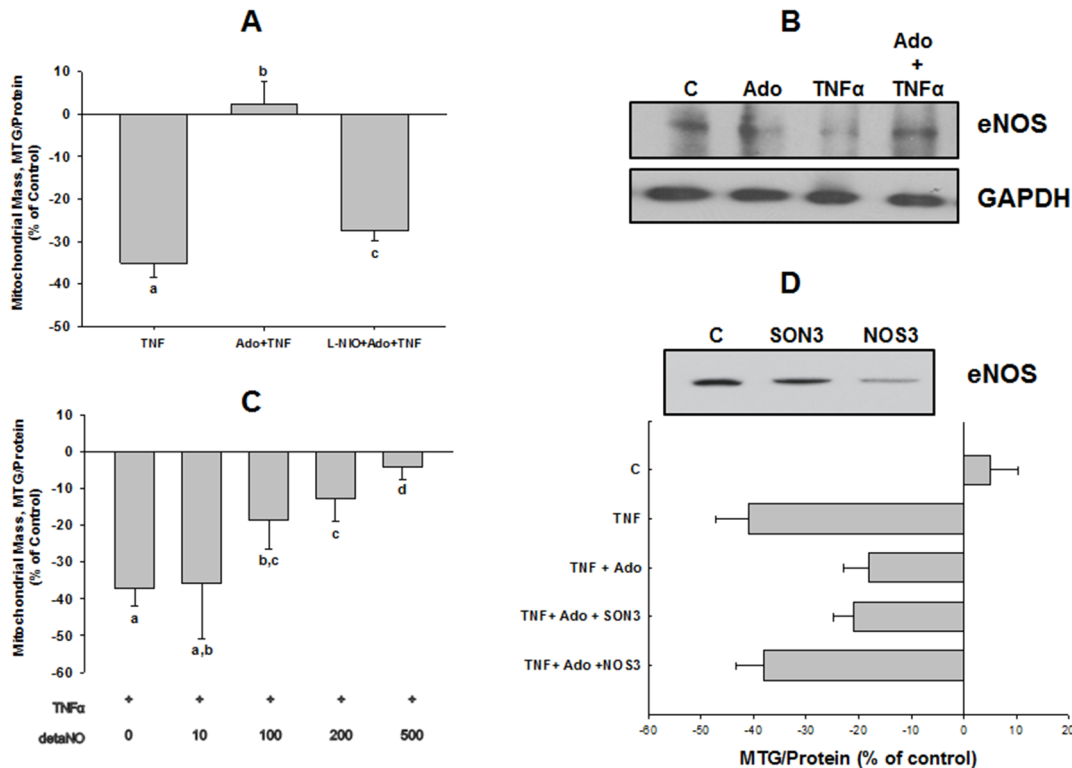 A
Mitochondrial Mass, MTG/Protein
(% of Control)
10
0
-10
-20
-30
-40
-50
b
a
c
TNF Ado+TNF L-NIO+Ado+TNF
B
Ado
+
C Ado TNFα TNFα
eNOS
GAPDH
C
Mitochondrial Mass, MTG/Protein
(% of Control)
10
0
-10
-20
-30
-40
-50
-60
a
a,b
b,c
c
d
TNFα + + + + +
detaNO 0 10 100 200 500
D
C SON3 NOS3
eNOS
C
TNF
TNF + Ado
TNF+ Ado + SON3
TNF+ Ado +NOS3
-60 -50 -40 -30 -20 -10 0 10 20
MTG/Protein (% of control)